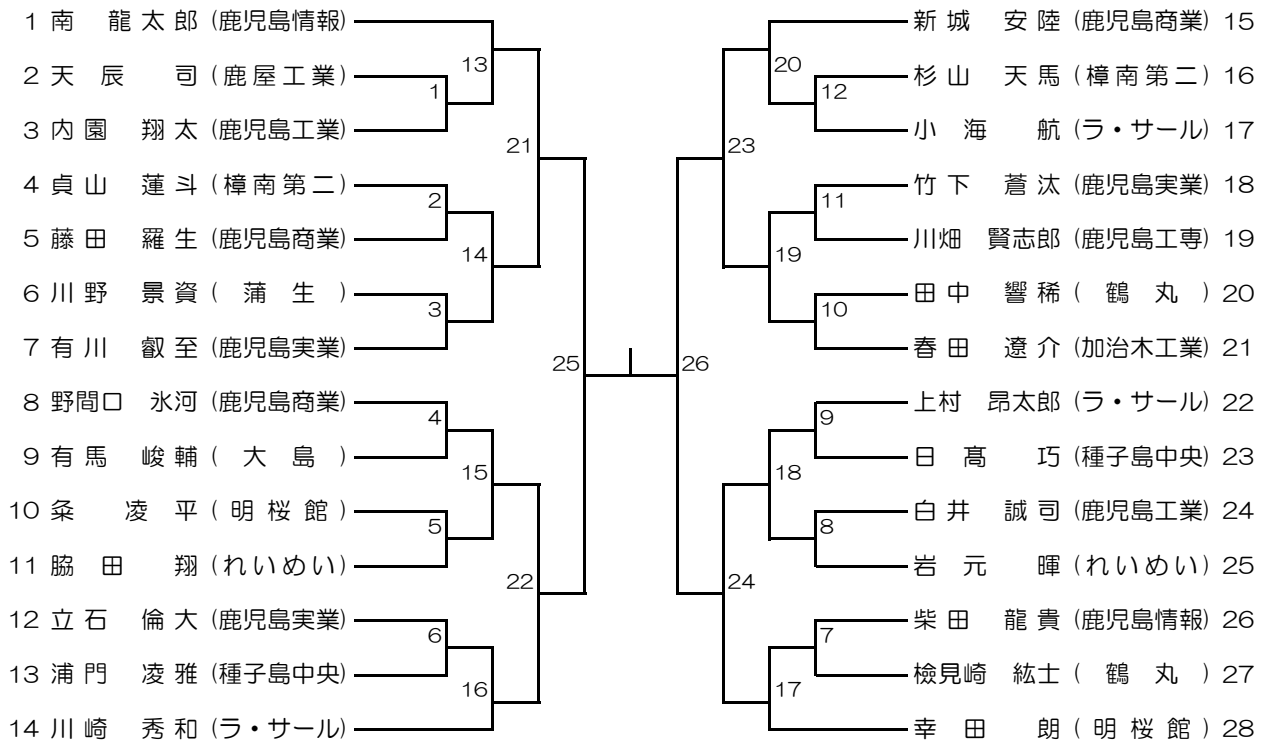 1 南 龍太郎 (鹿児島情報)
2 天辰 司 (鹿屋工業)
3 内園 翔太 (鹿児島工業)
4 貞山 蓮斗 (樟南第二)
5 藤田 羅生 (鹿児島商業)
6 川野 景資 (蒲生)
7 有川 叡至 (鹿児島実業)
8 野間口 氷河 (鹿児島商業)
9 有馬 峻輔 (大島)
10 粂 凌平 (明桜館)
11 脇田 翔 (れいめい)
12 立石 倫大 (鹿児島実業)
13 浦門 凌雅 (種子島中央)
14 川崎 秀和 (ラ・サール)
1
2
3
4
5
6
13
14
15
16
21
22
25
26
23
24
20
19
18
17
12
11
10
9
8
7
新城 安陸 (鹿児島商業) 15
杉山 天馬 (樟南第二) 16
小海 航 (ラ・サール) 17
竹下 蒼汰 (鹿児島実業) 18
川畑 賢志郎 (鹿児島工専) 19
田中 響稀 (鶴丸) 20
春田 遼介 (加治木工業) 21
上村 昂太郎 (ラ・サール) 22
日髙 巧 (種子島中央) 23
白井 誠司 (鹿児島工業) 24
岩元 暉 (れいめい) 25
柴田 龍貴 (鹿児島情報) 26
檢見崎 紘士 (鶴丸) 27
幸田 朗 (明桜館) 28